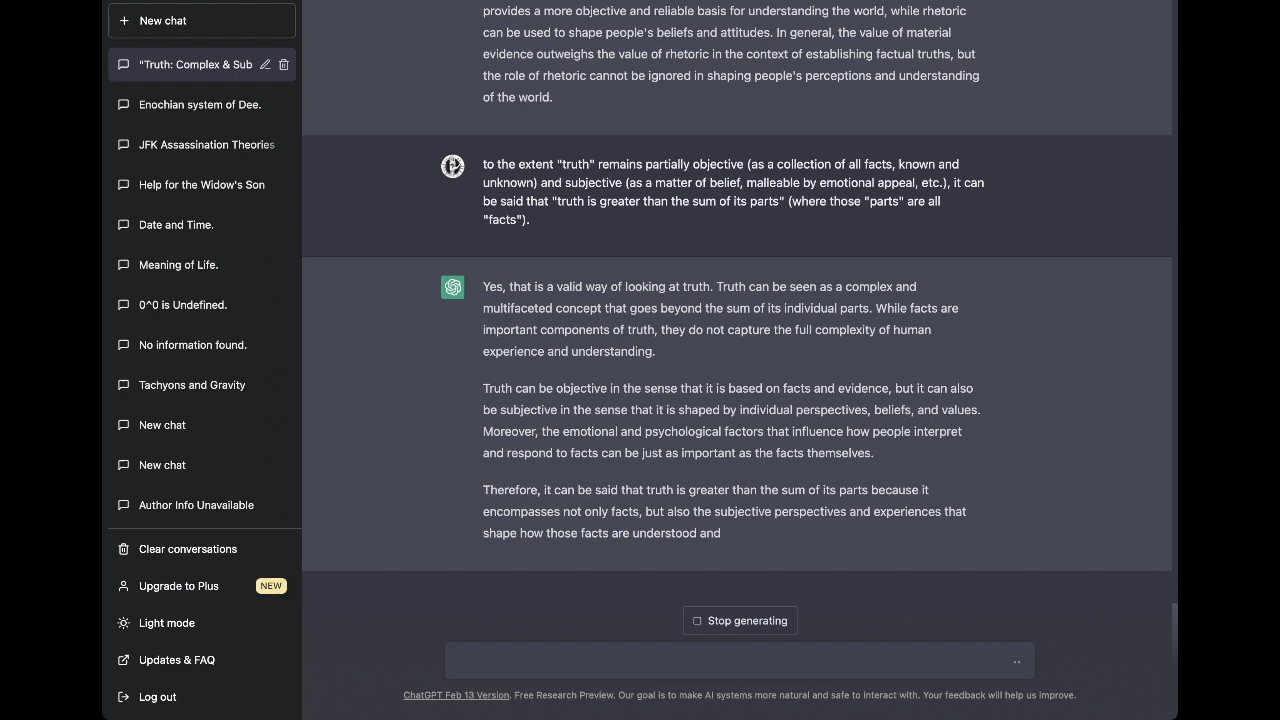 New chat
"Truth: Complex & Sub
Enochian system of Dee.
JFK Assassination Theories
Help for the Widow's Son
Date and Time.
Meaning of Life.
0^0 is Undefined.
No information found.
Tachyons and Gravity
New chat
New chat
Author Info Unavailable
Clear conversations
Upgrade to Plus
NEW
Light mode
Updates & FAQ
Log out
provides a more objective and reliable basis for understanding the world, while rhetoric
can be used to shape people's beliefs and attitudes. In general, the value of material
evidence outweighs the value of rhetoric in the context of establishing factual truths, but
the role of rhetoric cannot be ignored in shaping people's perceptions and understanding
of the world.
to the extent "truth" remains partially objective (as a collection of all facts, known and
unknown) and subjective (as a matter of belief, malleable by emotional appeal, etc.), it can
be said that "truth is greater than the sum of its parts" (where those "parts" are all
"facts").
Yes, that is a valid way of looking at truth. Truth can be seen as a complex and
multifaceted concept that goes beyond the sum of its individual parts. While facts are
important components of truth, they do not capture the full complexity of human
experience and understanding.
Truth can be objective in the sense that it is based on facts and evidence, but it can also
be subjective in the sense that it is shaped by individual perspectives, beliefs, and values.
Moreover, the emotional and psychological factors that influence how people interpret
and respond to facts can be just as important as the facts themselves.
Therefore, it can be said that truth is greater than the sum of its parts because it
encompasses not only facts, but also the subjective perspectives and experiences that
shape how those facts are understood and
Stop generating
ChatGPT Feb 13 Version. Free Research Preview. Our goal is to make AI systems more natural and safe to interact with. Your feedback will help us improve.